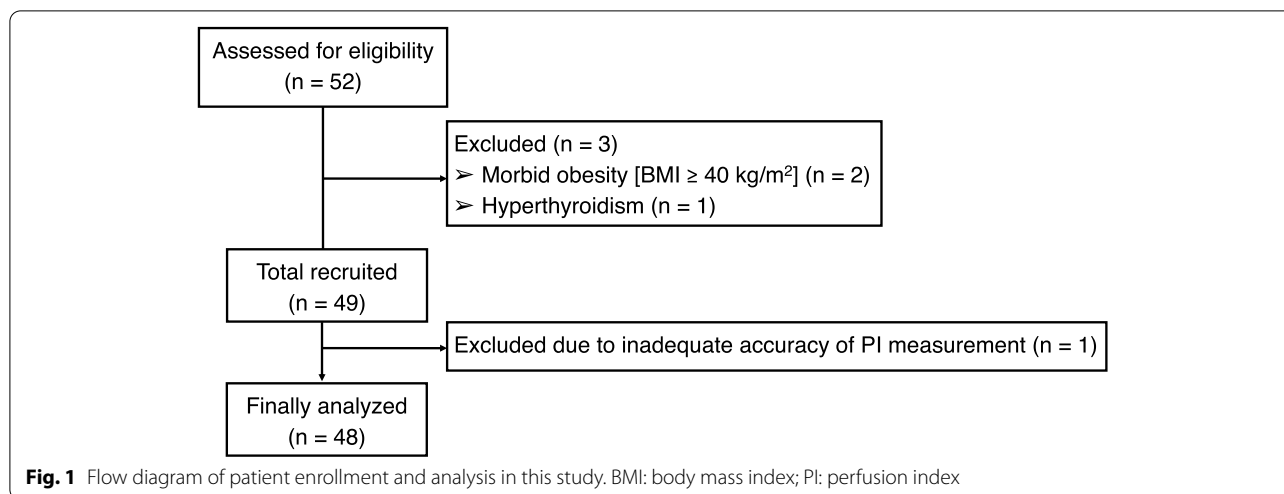 Assessed for eligibility
(n = 52)
Excluded (n = 3)
➢ Morbid obesity [BMI ≥ 40 kg/m²] (n = 2)
➢ Hyperthyroidism (n = 1)
Total recruited
(n = 49)
Excluded due to inadequate accuracy of PI measurement (n = 1)
Finally analyzed
(n = 48)
Fig. 1 Flow diagram of patient enrollment and analysis in this study. BMI: body mass index; PI: perfusion index